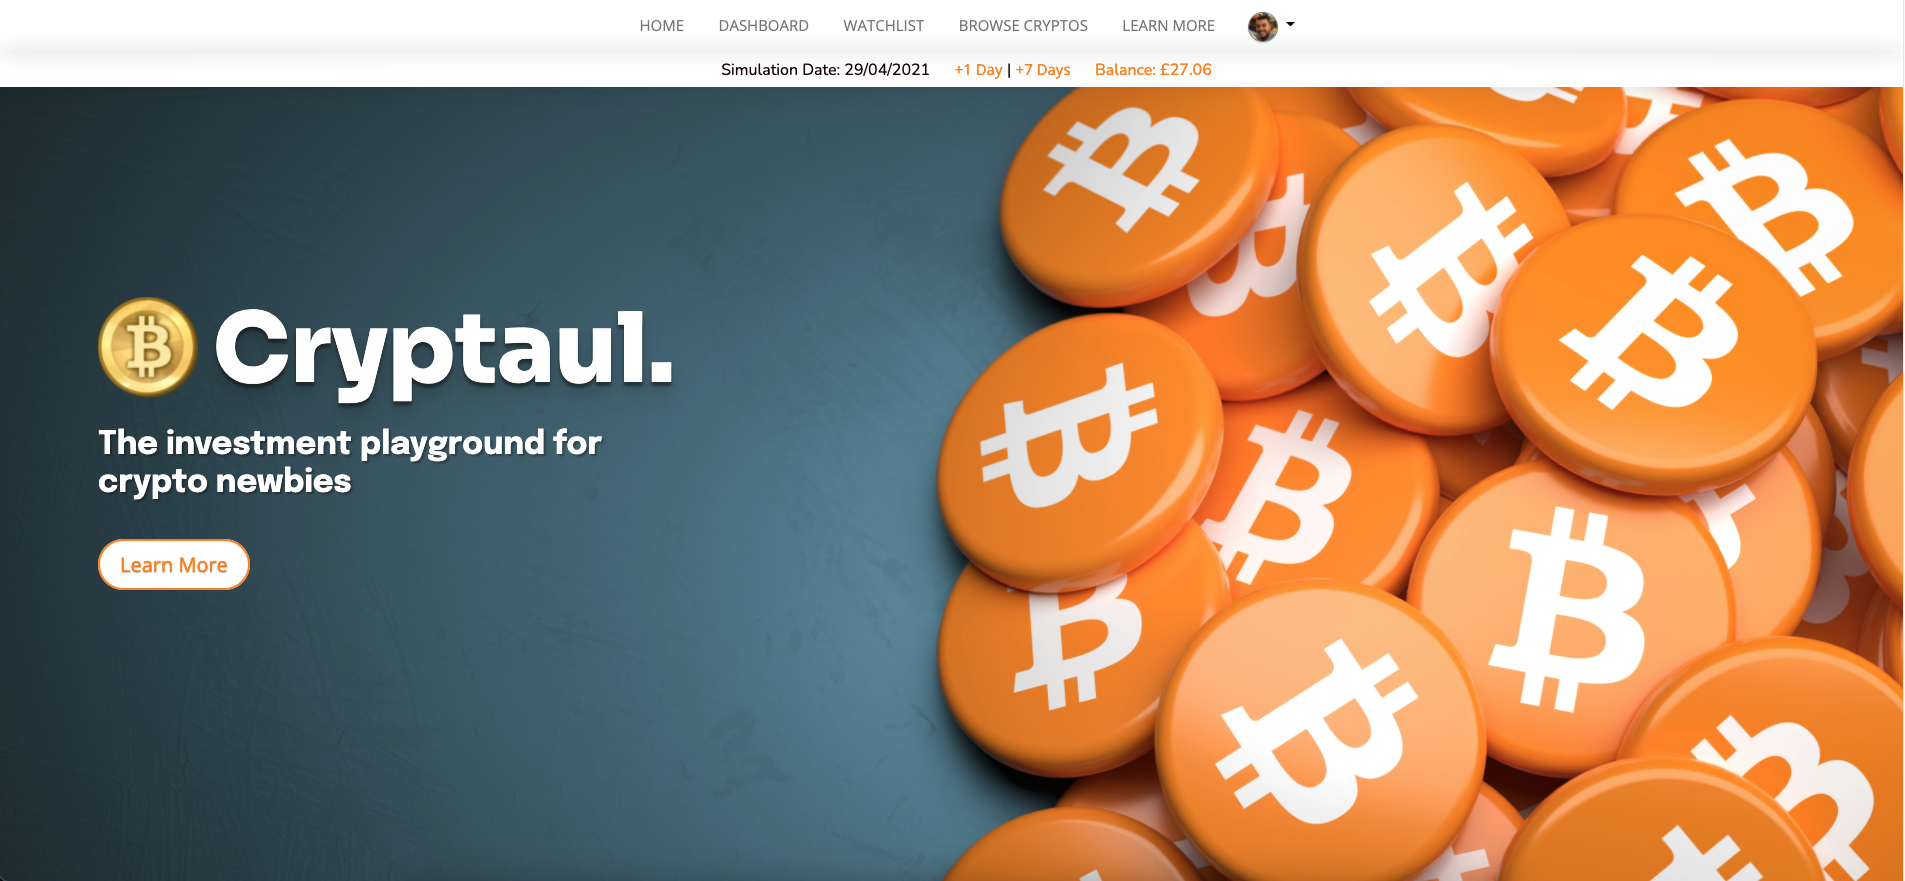 HOME DASHBOARD WATCHLIST BROWSE CRYPTOS LEARN MORE
Simulation Date: 29/04/2021 +1 Day | +7 Days Balance: £27.06
Cryptaul.
The investment playground for
crypto newbies
Learn More